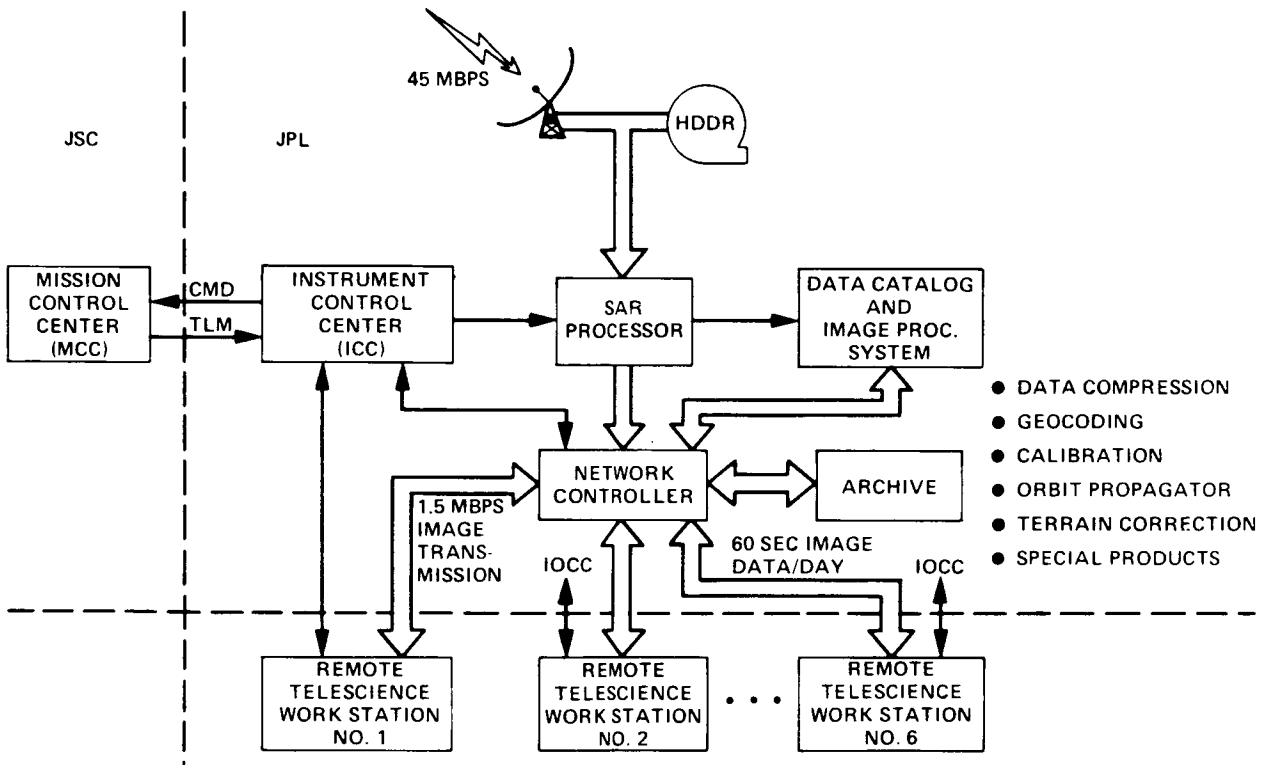 45 MBPS
HDDR
JSC
JPL
MISSION
CONTROL
CENTER
(MCC)
CMD
TLM
INSTRUMENT
CONTROL
CENTER
(ICC)
SAR
PROCESSOR
DATA CATALOG
AND
IMAGE PROC.
SYSTEM
● DATA COMPRESSION
● GEOCODING
● CALIBRATION
● ORBIT PROPAGATOR
● TERRAIN CORRECTION
● SPECIAL PRODUCTS
NETWORK
CONTROLLER
ARCHIVE
1.5 MBPS
IMAGE
TRANS-
MISSION
IOCC
60 SEC IMAGE
DATA/DAY
IOCC
REMOTE
TELESCIENCE
WORK STATION
NO. 1
REMOTE
TELESCIENCE
WORK STATION
NO. 2
• • •
REMOTE
TELESCIENCE
WORK STATION
NO. 6